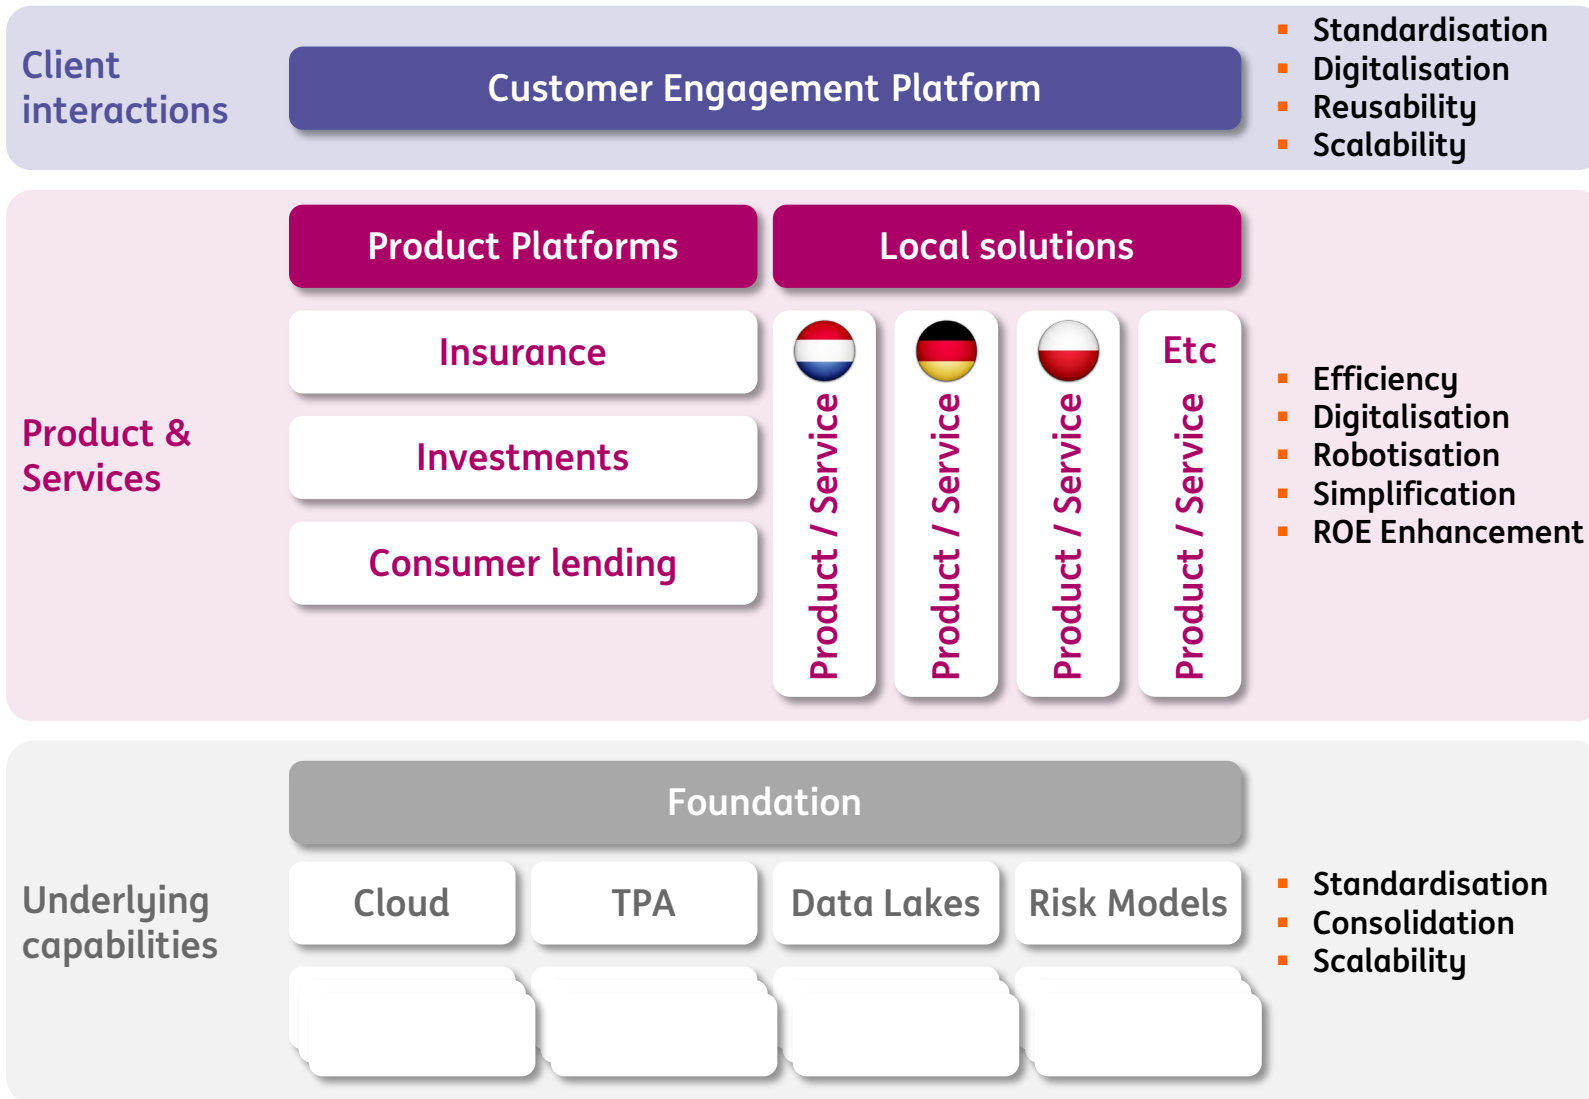 Client
interactions
Customer Engagement Platform
Standardisation
Digitalisation
Reusability
Scalability
Product &
Services
Product Platforms
Local solutions
Insurance
Investments
Consumer lending
Product / Service
Product / Service
Product / Service
Etc
Product / Service
Efficiency
Digitalisation
Robotisation
Simplification
ROE Enhancement
Underlying
capabilities
Foundation
Cloud
TPA
Data Lakes
Risk Models
Standardisation
Consolidation
Scalability